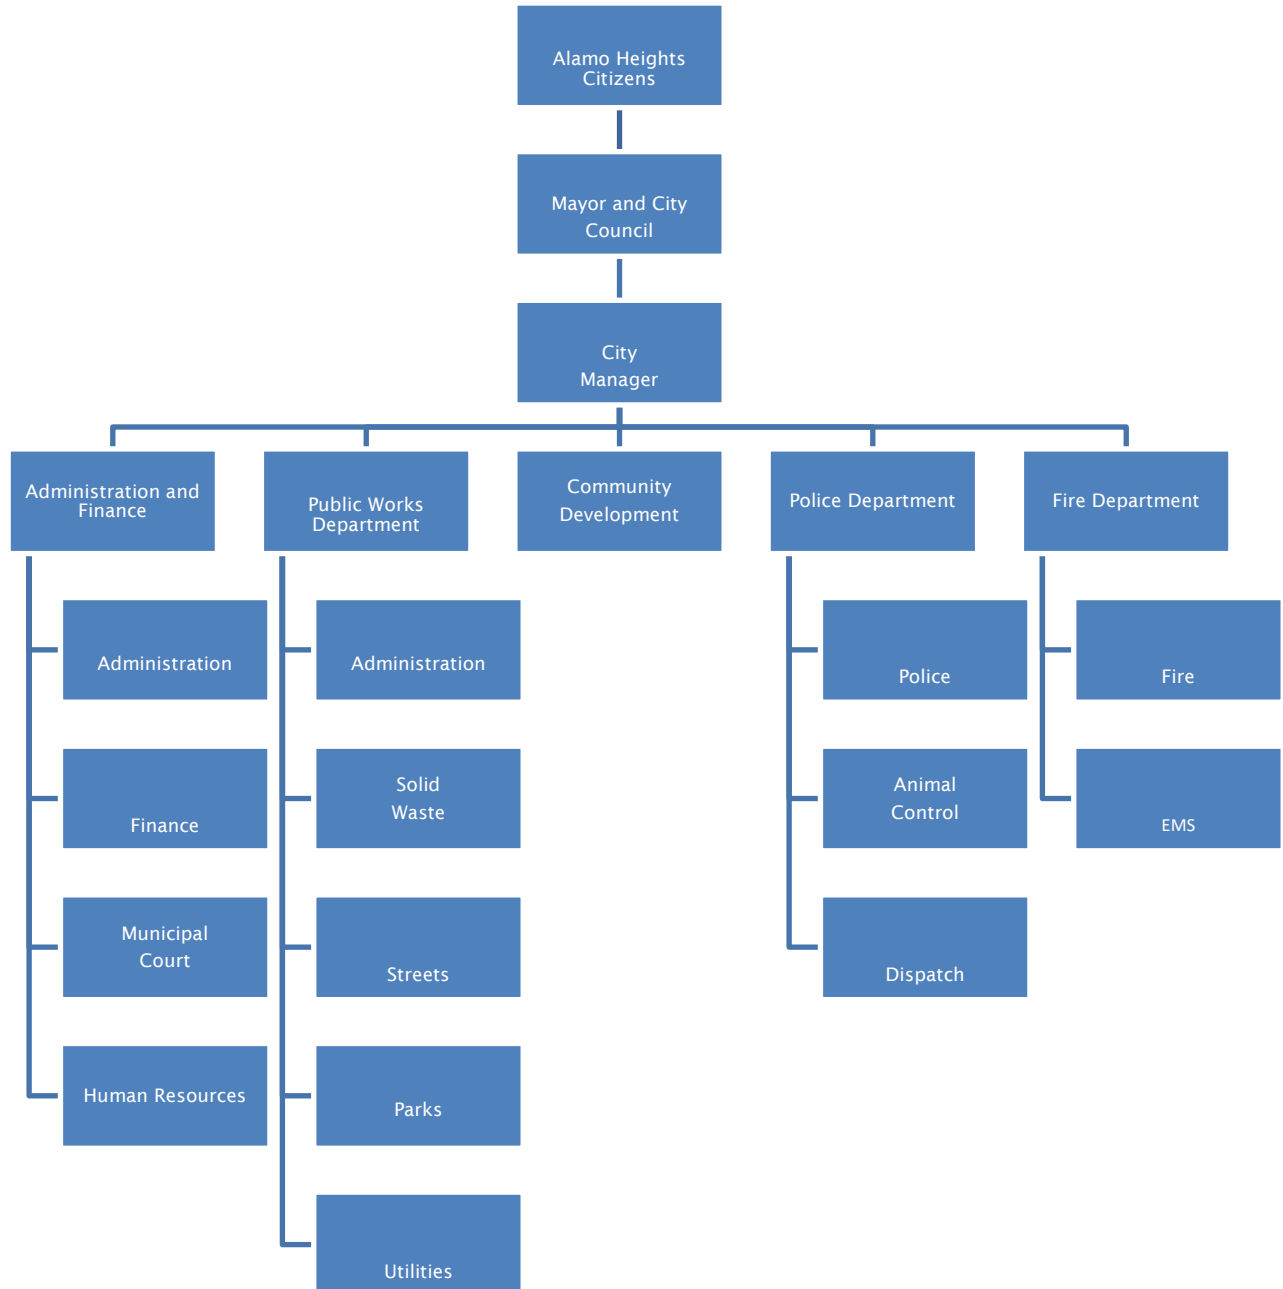 Alamo Heights
Citizens
Mayor and City
Council
City
Manager
Administration and
Finance
Public Works
Department
Community
Development
Police Department
Fire Department
Administration
Administration
Police
Fire
Finance
Solid
Waste
Animal
Control
EMS
Municipal
Court
Streets
Dispatch
Human Resources
Parks
Utilities